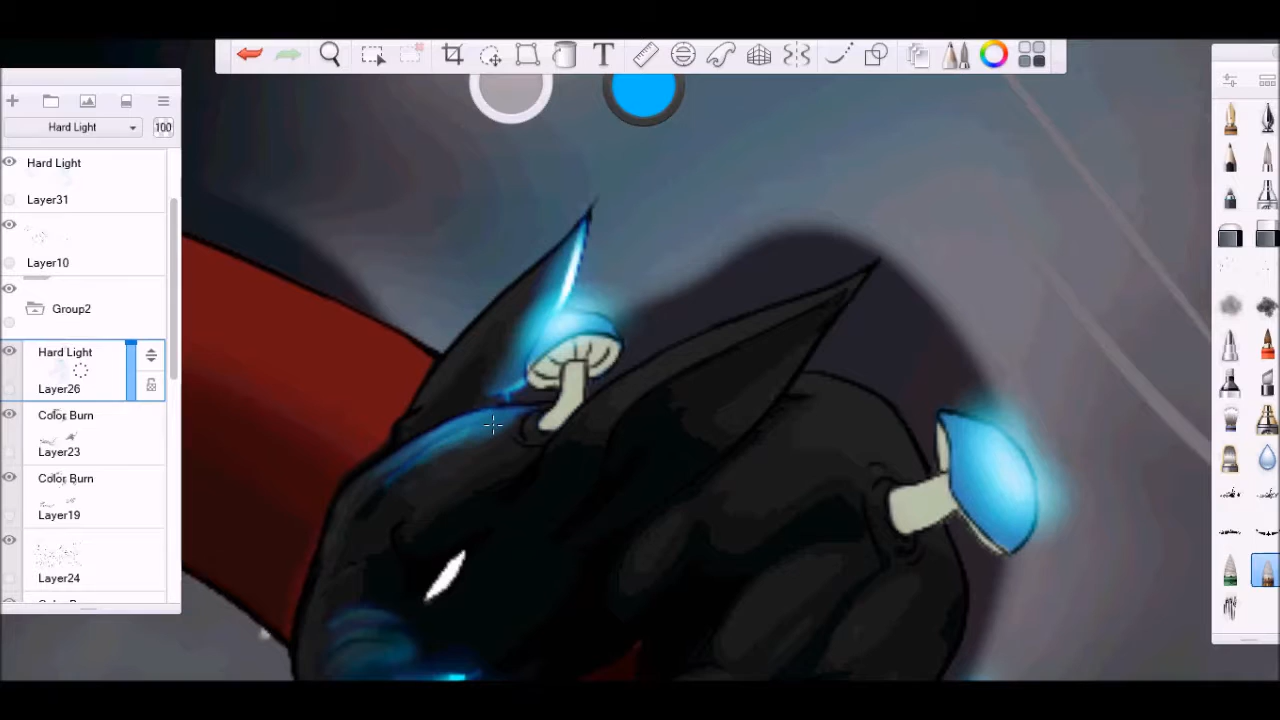 T
Hard Light
100
Hard Light
Layer31
Layer10
Group2
Hard Light
Layer26
Color Burn
Layer23
Color Burn
Layer19
Layer24